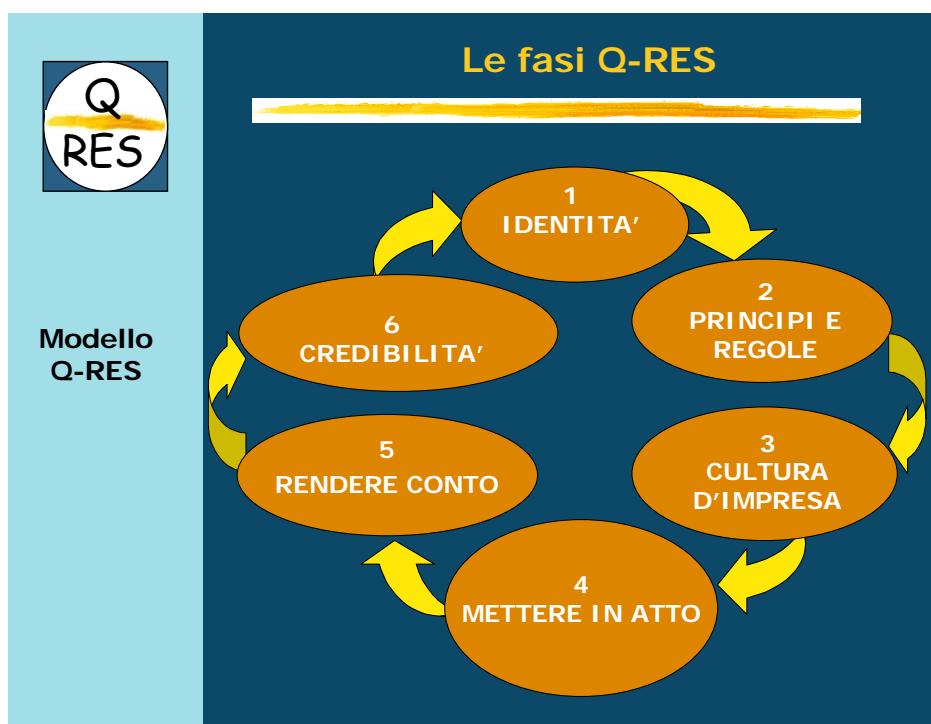 Le fasi Q-RES
Q
RES
Modello
Q-RES
1
IDENTITA’
2
PRINCIPI E
REGOLE
3
CULTURA
D’IMPRESA
4
METTERE IN ATTO
5
RENDERE CONTO
6
CREDIBILITA’